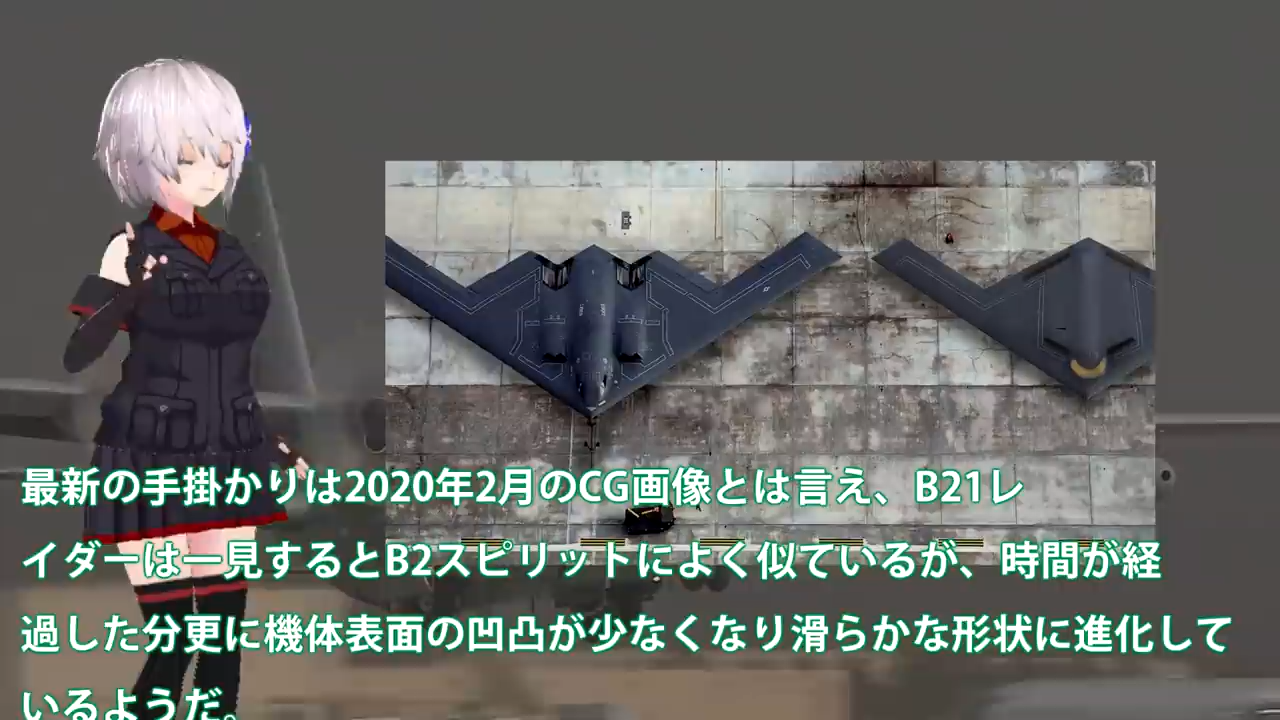 最新の手掛かりは2020年2月のCG画像とは言え、B21レ
イダーは一見するとB2スピリットによく似ているが、時間が経
過した分更に機体表面の凹凸が少なくなり滑らかな形状に進化して
いるようだ。